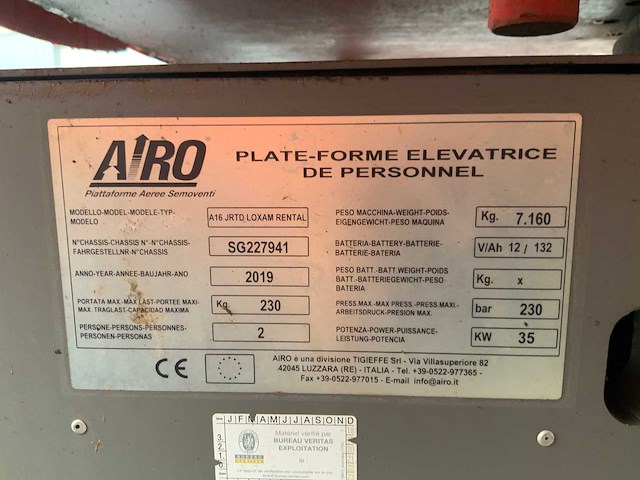 AIRO
Piattaforme Aeree Semoventi
PLATE-FORME ELEVATRICE
DE PERSONNEL
MODELLO-MODEL-MODELE-TYP-
MODELO
A16 JRTD LOXAM RENTAL
N°CHASSIS-CHASSIS N°-N°CHASSIS-
FAHRGESTELLNR-N°CHASSIS
SG227941
ANNO-YEAR-ANNEE-BAUJAHR-ANO
2019
PORTATA MAX.-MAX LAST-PORTEE MAXI-
MAX. TRAGLAST-CAPACIDAD MAXIMA
Kg. 230
PERSONE-PERSONS-PERSONNES-
PERSONEN-PERSONAS
2
PESO MACCHINA-WEIGHT-POIDS-
EIGENGEWICHT-PESO MAQUINA
Kg. 7.160
BATTERIA-BATTERY-BATTERIE-
BATTERIE-BATERIA
V/Ah 12 / 132
PESO BATT.-BATT.WEIGHT-POIDS
BATT.-BATTERIEGEWICHT-PESO
BATERIA
Kg. x
PRESS.MAX.-MAX PRESS.-PRESS.MAXI.-
ARBEITSDRUCK-PRESION MAX.
bar 230
POTENZA-POWER-PUISSANCE-
LEISTUNG-POTENCIA
KW 35
CE
AIRO è una divisione TIGIEFFE Srl - Via Villasuperiore 82
42045 LUZZARA (RE) - ITALIA - Tel. +39-0522-977365 -
Fax +39-0522-977015 - E-mail info@airo.it
J F M A M J J A S O N D
Matériel vérifié par
BUREAU VERITAS
EXPLOITATION
BUREAU
VERITAS